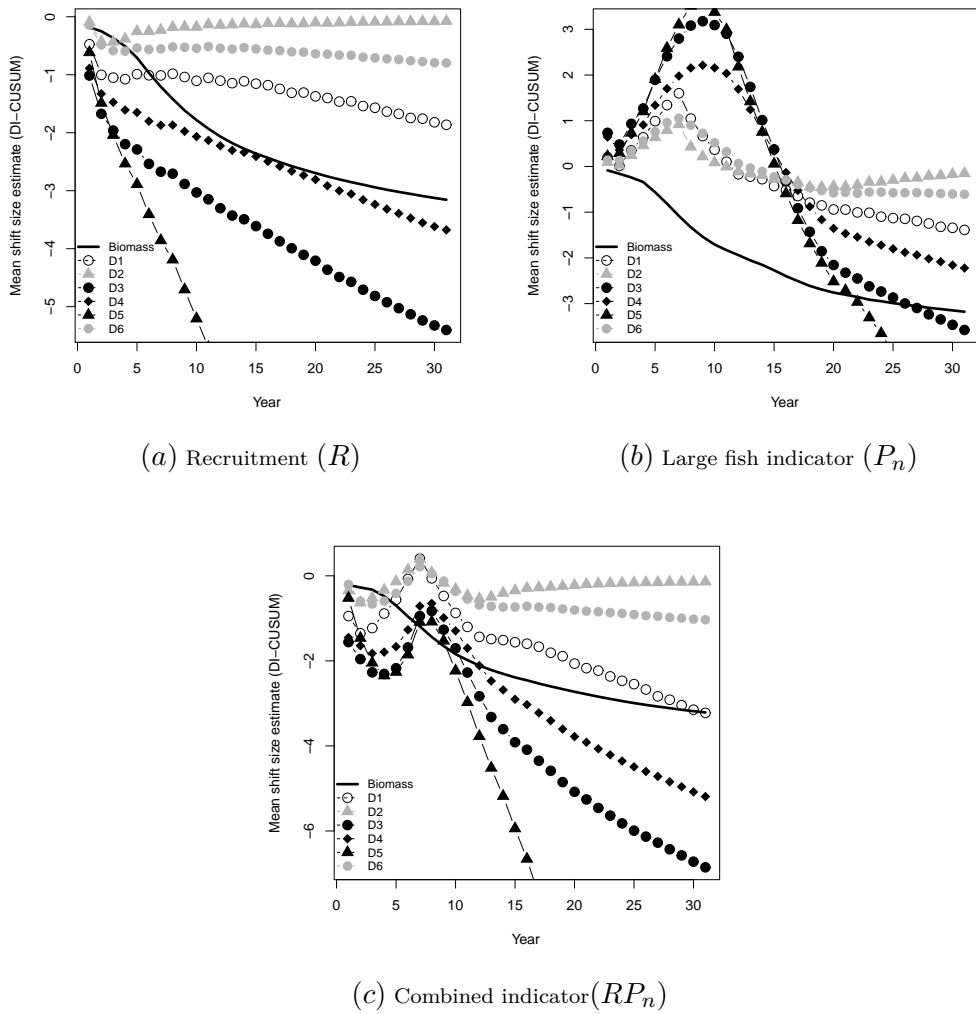 Mean shift size estimate (DI−CUSUM)
0
−1
−2
−3
−4
−5
Biomass
D1
D2
D3
D4
D5
D6
0 5 10 15 20 25 30
Year
(a) Recruitment (R)
Mean shift size estimate (DI−CUSUM)
3
2
1
0
−1
−2
−3
Biomass
D1
D2
D3
D4
D5
D6
0 5 10 15 20 25 30
Year
(b) Large fish indicator (Pn)
Mean shift size estimate (DI−CUSUM)
0
−2
−4
−6
Biomass
D1
D2
D3
D4
D5
D6
0 5 10 15 20 25 30
Year
(c) Combined indicator(RPn)